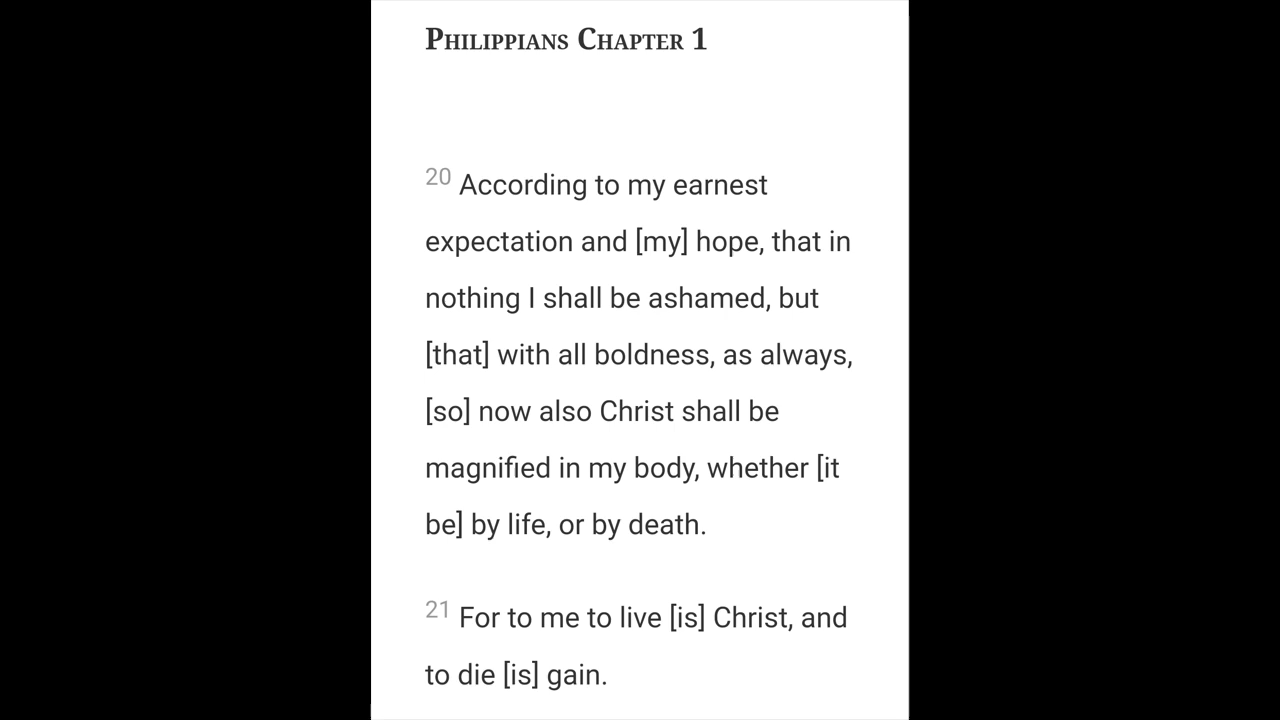 Philippians Chapter 1
20 According to my earnest
expectation and [my] hope, that in
nothing I shall be ashamed, but
[that] with all boldness, as always,
[so] now also Christ shall be
magnified in my body, whether [it
be] by life, or by death.
21 For to me to live [is] Christ, and
to die [is] gain.